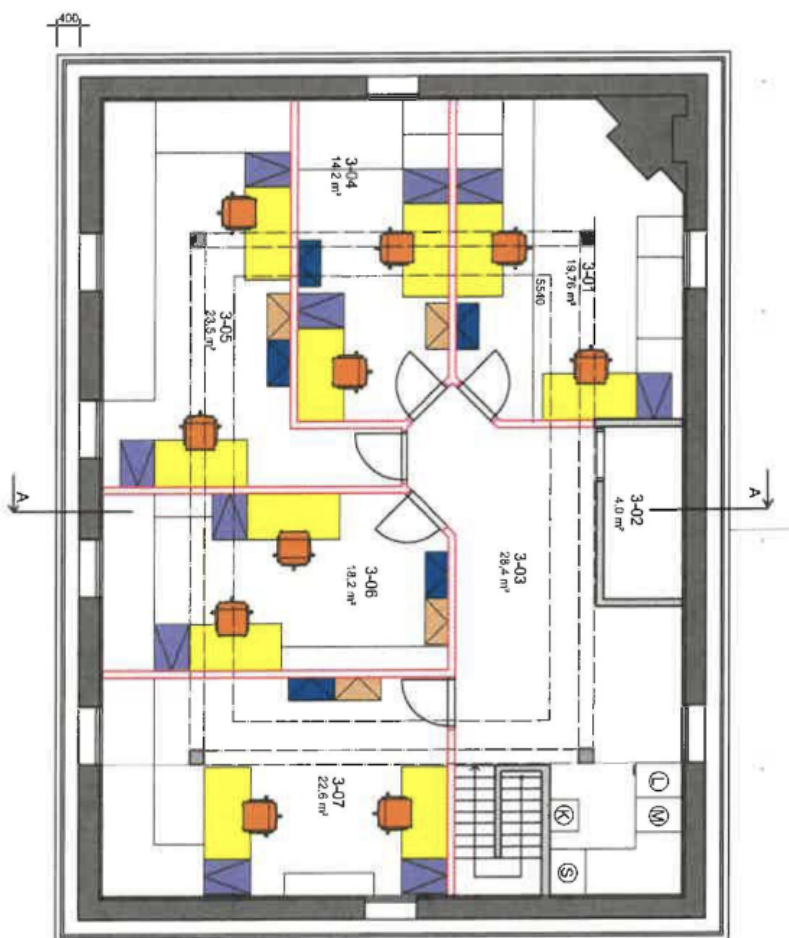 400
3-04
14,2 m²
3-01
19,76 m²
5540
3-05
23,5 m²
A
A
3-02
4,0 m²
3-03
28,4 m²
3-06
18,2 m²
3-07
22,6 m²
L
M
K
S